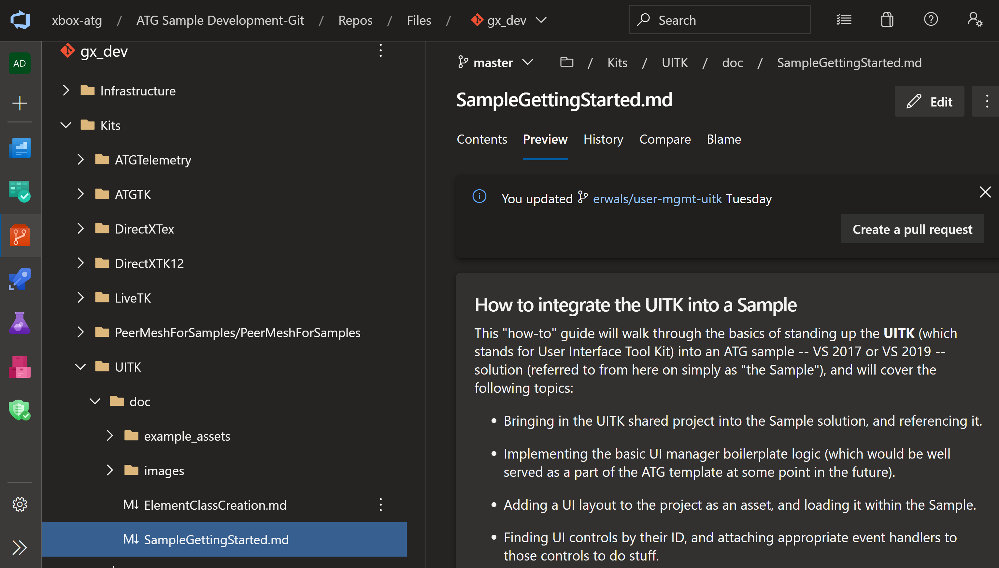 xbox-atg / ATG Sample Development-Git / Repos / Files / gx_dev
Search
AD
gx_dev
Infrastructure
Kits
ATGTelemetry
ATGTK
DirectXTex
DirectXTK12
LiveTK
PeerMeshForSamples/PeerMeshForSamples
UITK
doc
example_assets
images
M↓ ElementClassCreation.md
M↓ SampleGettingStarted.md
master / Kits / UITK / doc / SampleGettingStarted.md
SampleGettingStarted.md
Edit
Contents Preview History Compare Blame
You updated erwals/user-mgmt-uitk Tuesday
Create a pull request
How to integrate the UITK into a Sample
This "how-to" guide will walk through the basics of standing up the UITK (which
stands for User Interface Tool Kit) into an ATG sample -- VS 2017 or VS 2019 --
solution (referred to from here on simply as "the Sample"), and will cover the
following topics:
• Bringing in the UITK shared project into the Sample solution, and referencing it.
• Implementing the basic UI manager boilerplate logic (which would be well
served as a part of the ATG template at some point in the future).
• Adding a UI layout to the project as an asset, and loading it within the Sample.
• Finding UI controls by their ID, and attaching appropriate event handlers to
those controls to do stuff.